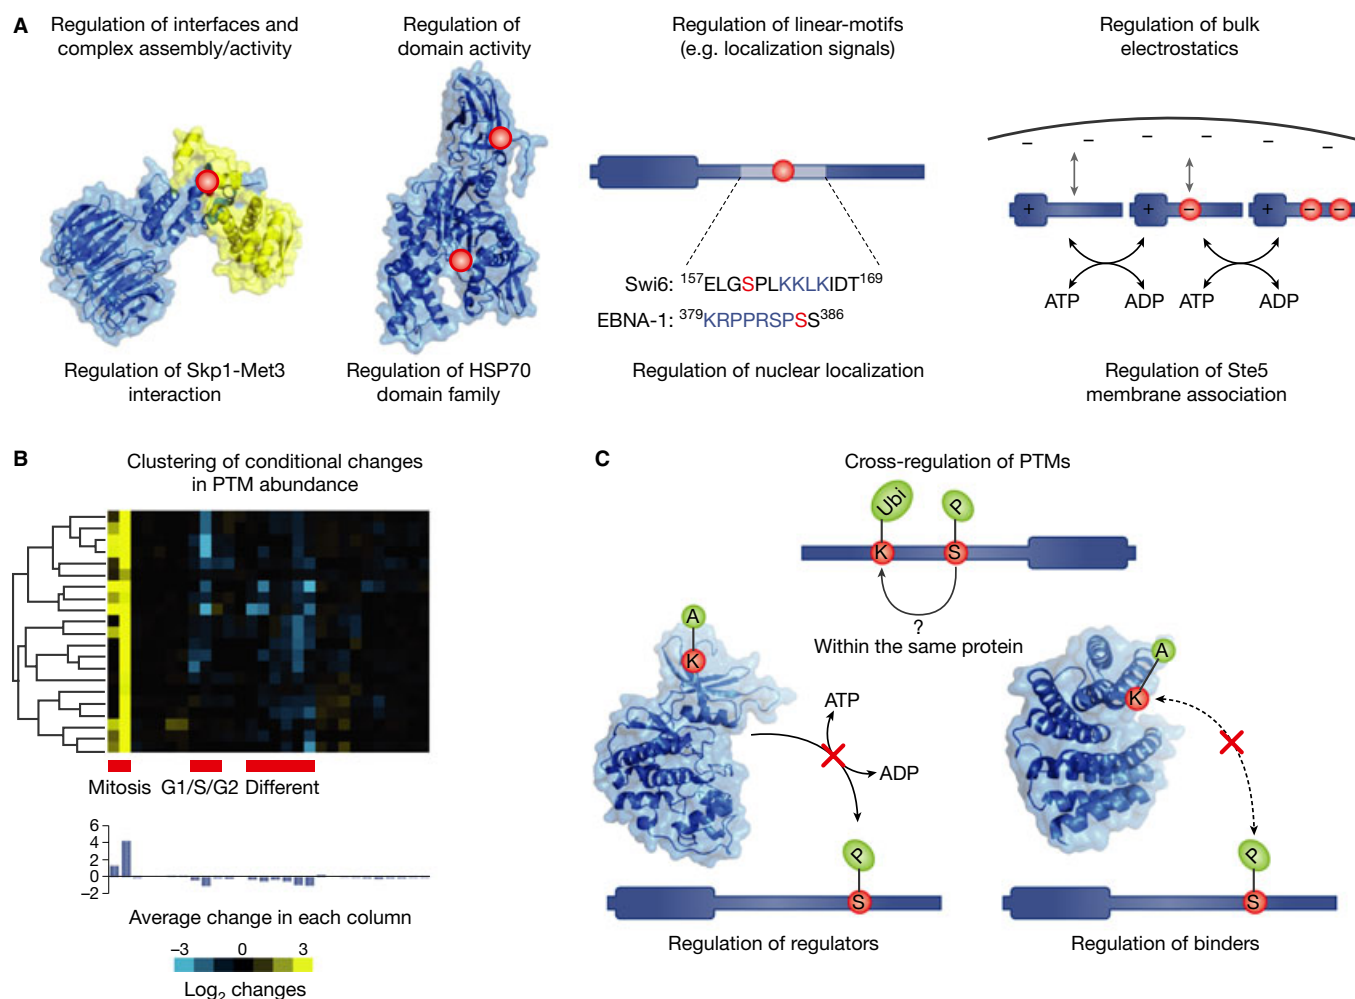 A
Regulation of interfaces and
complex assembly/activity
Regulation of
domain activity
Regulation of linear-motifs
(e.g. localization signals)
Regulation of bulk
electrostatics
− − − − − −
+ + − + − −
Swi6: ¹⁵⁷ELGSPLKKLKIDT¹⁶⁹
EBNA-1: ³⁷⁹KRPPRSPSS³⁸⁶
ATP ADP ATP ADP
Regulation of Skp1-Met3
interaction
Regulation of HSP70
domain family
Regulation of nuclear localization
Regulation of Ste5
membrane association
B
Clustering of conditional changes
in PTM abundance
Mitosis G1/S/G2 Different
6
4
2
0
−2
Average change in each column
−3 0 3
Log₂ changes
C
Cross-regulation of PTMs
Ubi P
K S
?
Within the same protein
A
K
ATP
ADP
P
S
Regulation of regulators
A
K
P
S
Regulation of binders